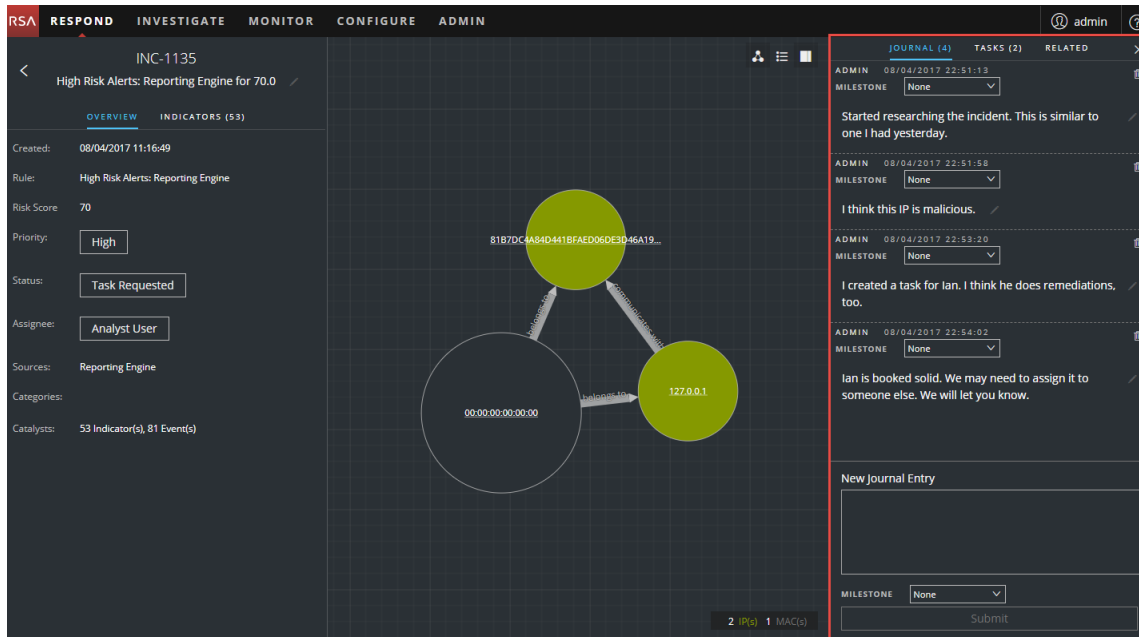 RSA RESPOND INVESTIGATE MONITOR CONFIGURE ADMIN admin ?
INC-1135
High Risk Alerts: Reporting Engine for 70.0
OVERVIEW INDICATORS (53)
Created: 08/04/2017 11:16:49
Rule: High Risk Alerts: Reporting Engine
Risk Score 70
Priority: High
Status: Task Requested
Assignee: Analyst User
Sources: Reporting Engine
Categories:
Catalysts: 53 Indicator(s), 81 Event(s)
81B7DC4A84D441BFAED06DE3D46A19...
belongs to
communicates with
belongs to
127.0.0.1
00:00:00:00:00:00
2 IP(s) 1 MAC(s)
JOURNAL (4) TASKS (2) RELATED
ADMIN 08/04/2017 22:51:13
MILESTONE None
Started researching the incident. This is similar to
one I had yesterday.
ADMIN 08/04/2017 22:51:58
MILESTONE None
I think this IP is malicious.
ADMIN 08/04/2017 22:53:20
MILESTONE None
I created a task for Ian. I think he does remediations,
too.
ADMIN 08/04/2017 22:54:02
MILESTONE None
Ian is booked solid. We may need to assign it to
someone else. We will let you know.
New Journal Entry
MILESTONE None
Submit